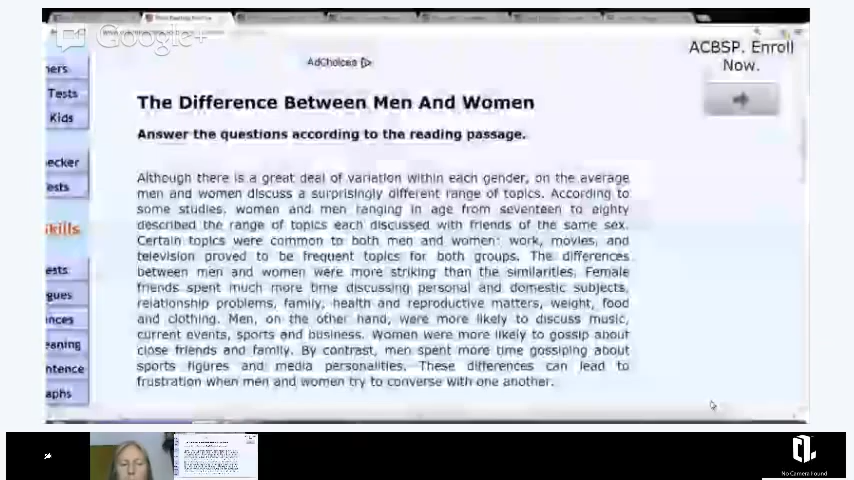 Google+
AdChoices
ACBSP. Enroll
Now.
ners
Tests
Kids
ecker
ests
kills
ests
gues
nces
eaning
ntence
aphs
The Difference Between Men And Women
Answer the questions according to the reading passage.
Although there is a great deal of variation within each gender, on the average
men and women discuss a surprisingly different range of topics. According to
some studies, women and men ranging in age from seventeen to eighty
described the range of topics each discussed with friends of the same sex.
Certain topics were common to both men and women: work, movies, and
television proved to be frequent topics for both groups. The differences
between men and women were more striking than the similarities. Female
friends spent much more time discussing personal and domestic subjects,
relationship problems, family, health and reproductive matters, weight, food
and clothing. Men, on the other hand, were more likely to discuss music,
current events, sports and business. Women were more likely to gossip about
close friends and family. By contrast, men spent more time gossiping about
sports figures and media personalities. These differences can lead to
frustration when men and women try to converse with one another.
No Camera Found